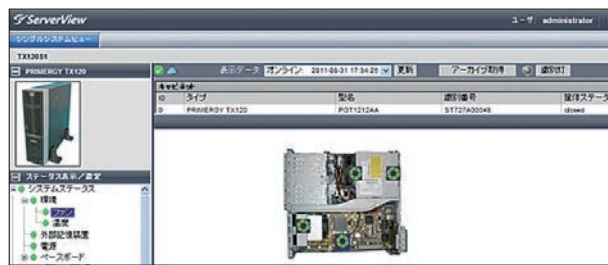 ServerView
ユーザ: administrator
シングルシステムビュー
TX120S1
PRIMERGY TX120
表示データ オンライン: 2011-08-31 17:34:25 更新 アーカイブ取得 識別灯
キャビネット
ID タイプ 型名 識別番号 筐体ステータ
0 PRIMERGY TX120 PGT1212AA ST727A00048 closed
ステータス表示/設定
システムステータス
環境
ファン
温度
外部記憶装置
電源
ベースボード